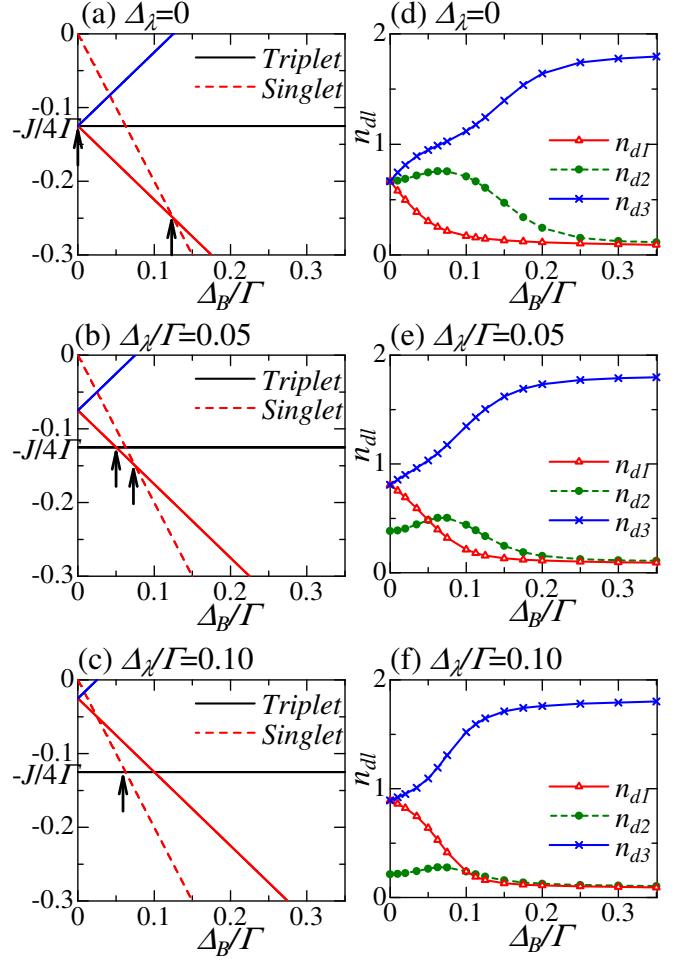 (a) Δλ=0
0
-0.1
-J/4Γ
-0.2
-0.3
Triplet
Singlet
0 0.1 0.2 0.3
ΔB/Γ
(d) Δλ=0
2
1
0
ndl
nd1
nd2
nd3
0 0.1 0.2 0.3
ΔB/Γ
(b) Δλ/Γ=0.05
0
-0.1
-J/4Γ
-0.2
-0.3
Triplet
Singlet
0 0.1 0.2 0.3
ΔB/Γ
(e) Δλ/Γ=0.05
2
1
0
ndl
nd1
nd2
nd3
0 0.1 0.2 0.3
ΔB/Γ
(c) Δλ/Γ=0.10
0
-0.1
-J/4Γ
-0.2
-0.3
Triplet
Singlet
0 0.1 0.2 0.3
ΔB/Γ
(f) Δλ/Γ=0.10
2
1
0
ndl
nd1
nd2
nd3
0 0.1 0.2 0.3
ΔB/Γ